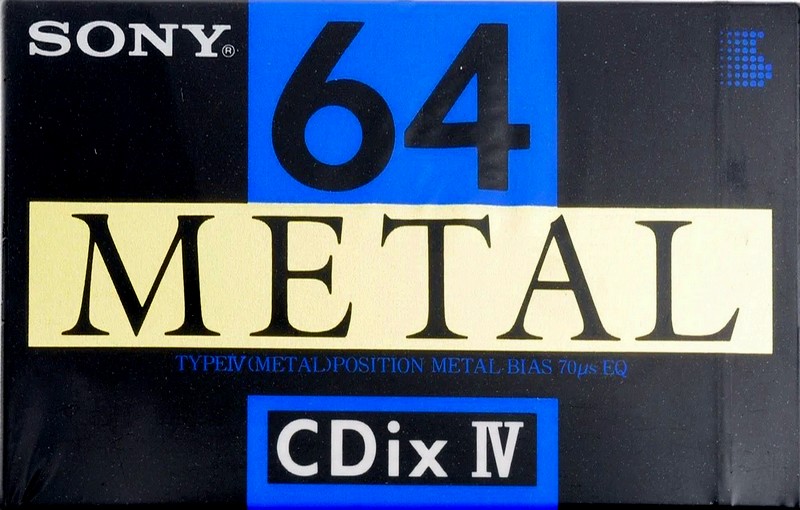 SONY®
64
METAL
TYPEⅣ(METAL)POSITION METAL·BIAS 70µs EQ
CDix Ⅳ